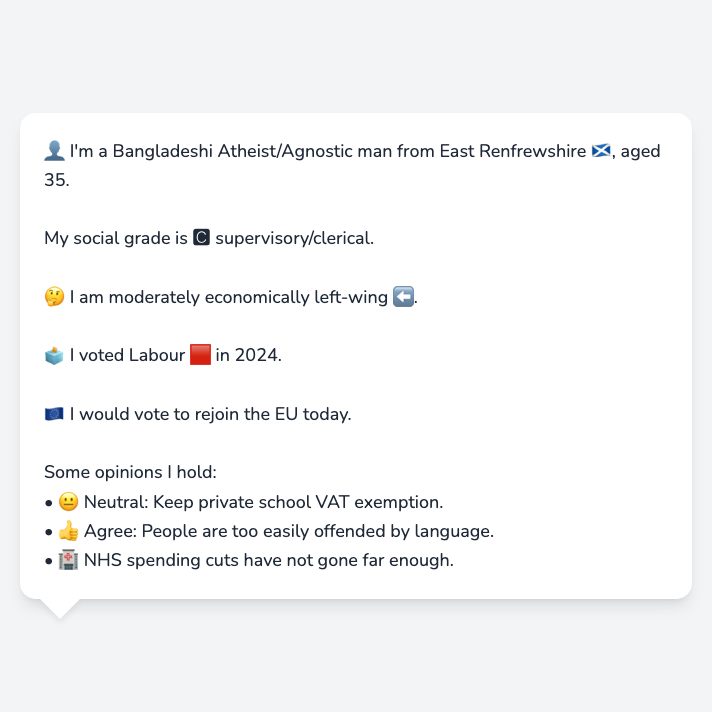 👤 I'm a Bangladeshi Atheist/Agnostic man from East Renfrewshire 🏴󠁧󠁢󠁳󠁣󠁴󠁿, aged
35.
My social grade is 🅲 supervisory/clerical.
🤔 I am moderately economically left-wing ⬅️.
🗳️ I voted Labour 🟥 in 2024.
🇪🇺 I would vote to rejoin the EU today.
Some opinions I hold:
• 😐 Neutral: Keep private school VAT exemption.
• 👍 Agree: People are too easily offended by language.
• 🏥 NHS spending cuts have not gone far enough.